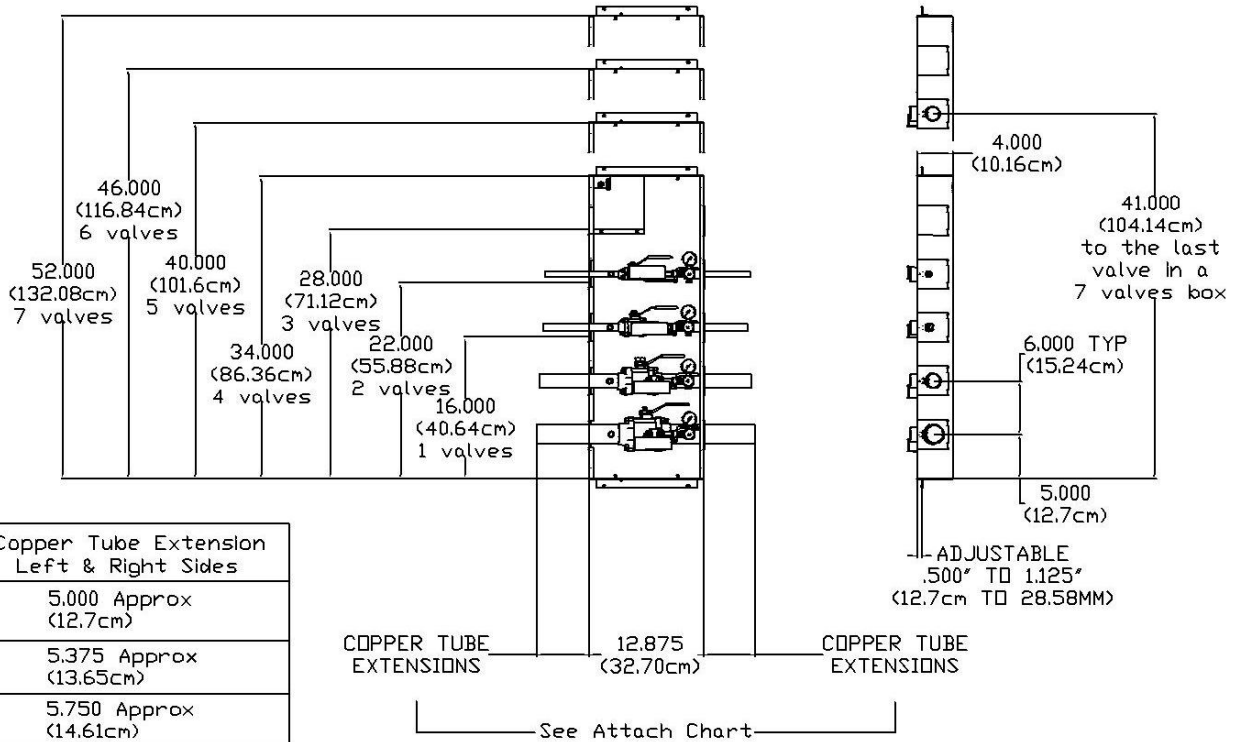 46.000
(116.84cm)
6 valves
52.000
(132.08cm)
7 valves
40.000
(101.6cm)
5 valves
34.000
(86.36cm)
4 valves
28.000
(71.12cm)
3 valves
22.000
(55.88cm)
2 valves
16.000
(40.64cm)
1 valves
4.000
(10.16cm)
41.000
(104.14cm)
to the last
valve in a
7 valves box
6.000 TYP
(15.24cm)
5.000
(12.7cm)
ADJUSTABLE
.500" TO 1.125"
(12.7cm TO 28.58MM)
Copper Tube Extension
Left & Right Sides
5.000 Approx
(12.7cm)
5.375 Approx
(13.65cm)
5.750 Approx
(14.61cm)
COPPER TUBE
EXTENSIONS
12.875
(32.70cm)
COPPER TUBE
EXTENSIONS
See Attach Chart